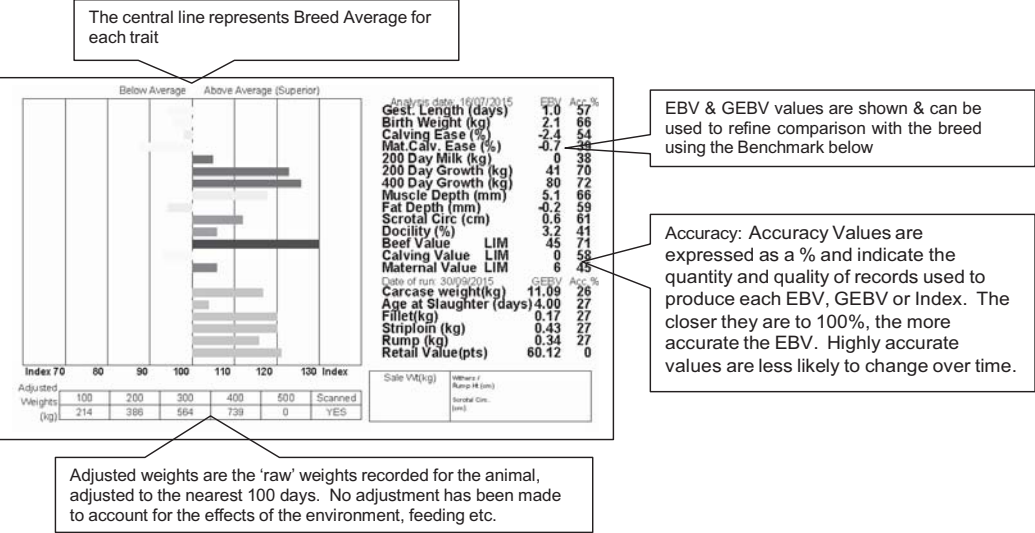 The central line represents Breed Average for
each trait
Below Average Above Average (Superior)
Analysis date: 16/07/2015 EBV Acc.%
Gest. Length (days) 1.0 57
Birth Weight (kg) 2.1 66
Calving Ease (%) -2.4 54
Mat.Calv. Ease (%) -0.7 39
200 Day Milk (kg) 0 38
200 Day Growth (kg) 41 70
400 Day Growth (kg) 80 72
Muscle Depth (mm) 5.1 66
Fat Depth (mm) -0.2 59
Scrotal Circ (cm) 0.6 61
Docility (%) 3.2 41
Beef Value LIM 45 71
Calving Value LIM 0 58
Maternal Value LIM 6 45
Date of run: 30/09/2015 GEBV Acc.%
Carcase weight(kg) 11.09 26
Age at Slaughter (days) 4.00 27
Fillet(kg) 0.17 27
Striploin (kg) 0.43 27
Rump (kg) 0.34 27
Retail Value(pts) 60.12 0
Index 70 80 90 100 110 120 130 Index
Adjusted
Weights
(kg)
100 200 300 400 500 Scanned
214 386 564 739 0 YES
Sale Wt(kg)
Withers /
Rump Ht (cm)
Scrotal Circ.
(cm)
EBV & GEBV values are shown & can be
used to refine comparison with the breed
using the Benchmark below
Accuracy: Accuracy Values are
expressed as a % and indicate the
quantity and quality of records used to
produce each EBV, GEBV or Index. The
closer they are to 100%, the more
accurate the EBV. Highly accurate
values are less likely to change over time.
Adjusted weights are the ‘raw’ weights recorded for the animal,
adjusted to the nearest 100 days. No adjustment has been made
to account for the effects of the environment, feeding etc.